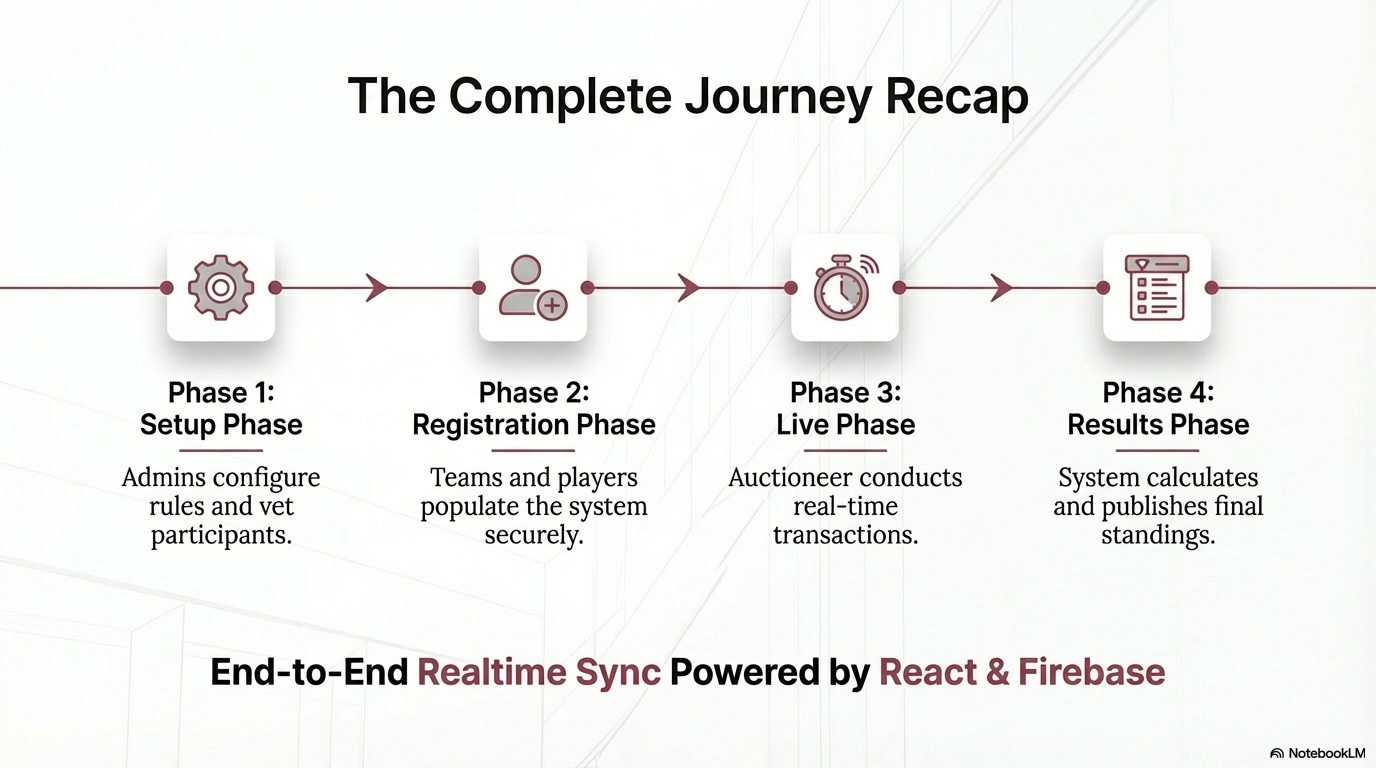 The Complete Journey Recap
Phase 1:
Setup Phase
Admins configure
rules and vet
participants.
Phase 2:
Registration Phase
Teams and players
populate the system
securely.
Phase 3:
Live Phase
Auctioneer conducts
real-time
transactions.
Phase 4:
Results Phase
System calculates
and publishes final
standings.
End-to-End Realtime Sync Powered by React & Firebase
NotebookLM